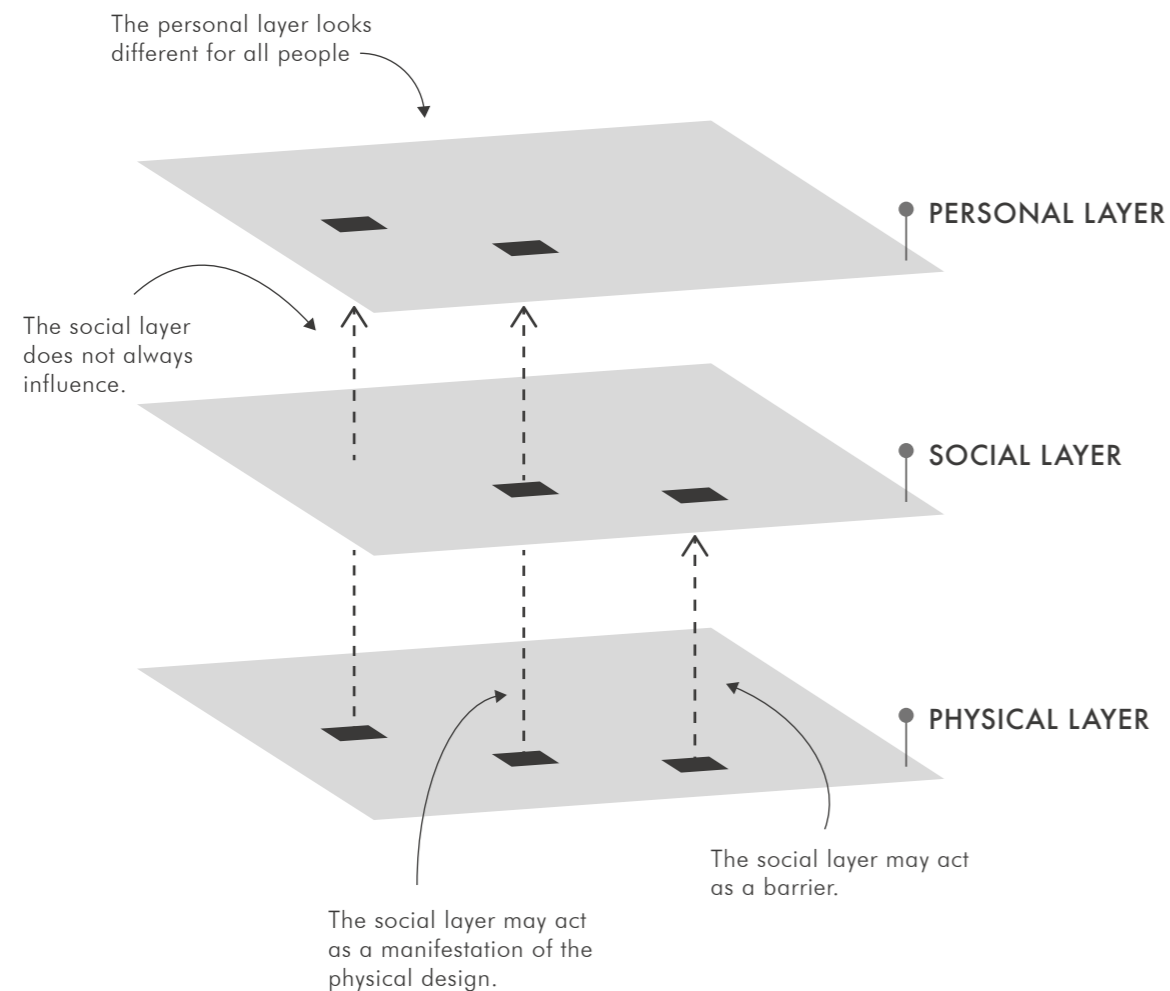 The personal layer looks
different for all people
PERSONAL LAYER
The social layer
does not always
influence.
SOCIAL LAYER
PHYSICAL LAYER
The social layer may act
as a barrier.
The social layer may act
as a manifestation of the
physical design.